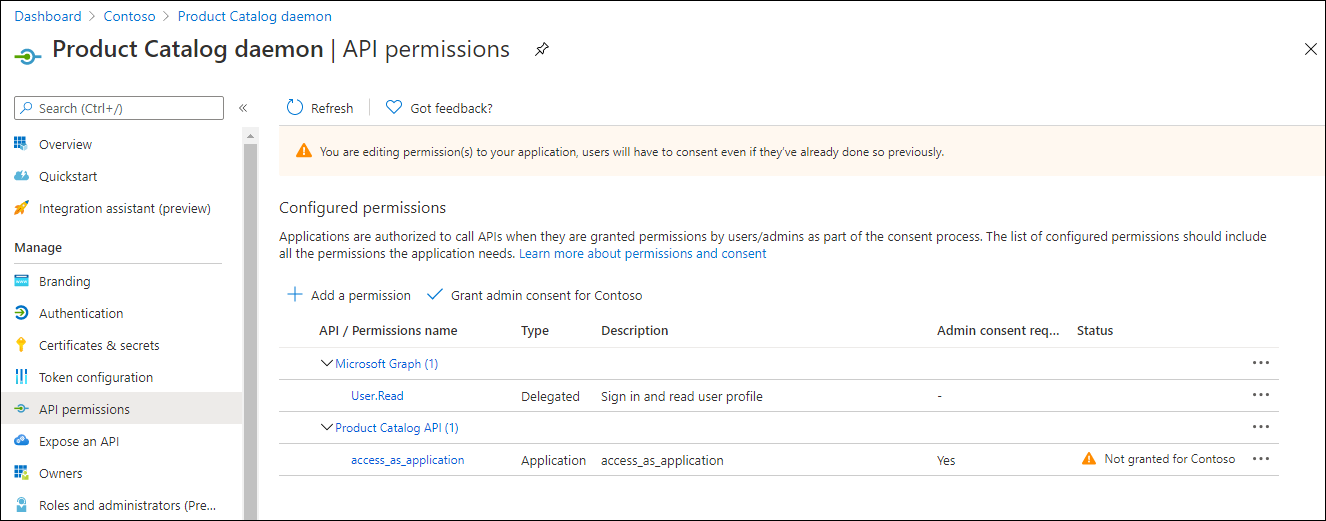 Dashboard > Contoso > Product Catalog daemon
Product Catalog daemon | API permissions
Search (Ctrl+/)
Overview
Quickstart
Integration assistant (preview)
Manage
Branding
Authentication
Certificates & secrets
Token configuration
API permissions
Expose an API
Owners
Roles and administrators (Pre...
Refresh
Got feedback?
You are editing permission(s) to your application, users will have to consent even if they've already done so previously.
Configured permissions
Applications are authorized to call APIs when they are granted permissions by users/admins as part of the consent process. The list of configured permissions should include
all the permissions the application needs. Learn more about permissions and consent
Add a permission Grant admin consent for Contoso
API / Permissions name Type Description Admin consent req... Status
Microsoft Graph (1)
User.Read Delegated Sign in and read user profile -
Product Catalog API (1)
access_as_application Application access_as_application Yes Not granted for Contoso